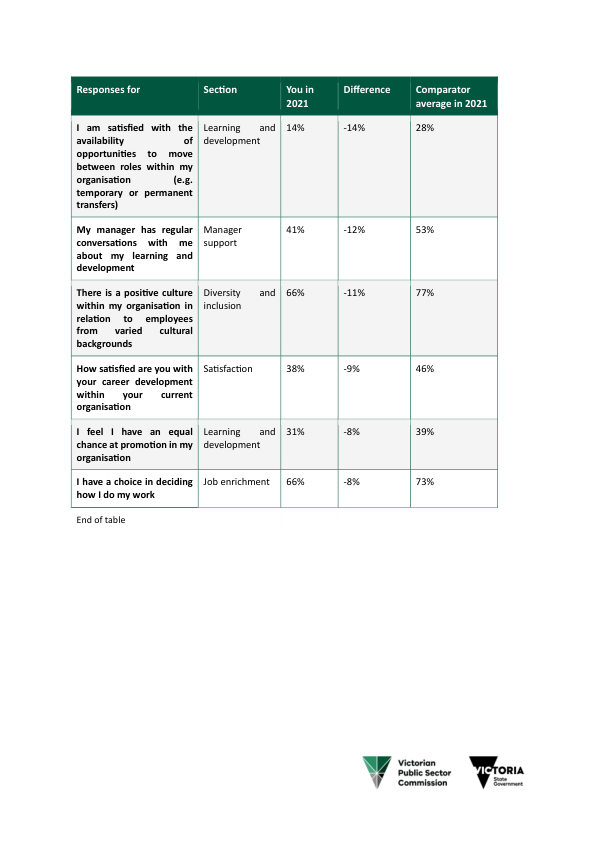 Responses for Section You in 2021 Difference Comparator average in 2021
I am satisfied with the availability of opportunities to move between roles within my organisation (e.g. temporary or permanent transfers) Learning and development 14% -14% 28%
My manager has regular conversations with me about my learning and development Manager support 41% -12% 53%
There is a positive culture within my organisation in relation to employees from varied cultural backgrounds Diversity and inclusion 66% -11% 77%
How satisfied are you with your career development within your current organisation Satisfaction 38% -9% 46%
I feel I have an equal chance at promotion in my organisation Learning and development 31% -8% 39%
I have a choice in deciding how I do my work Job enrichment 66% -8% 73%
End of table
Victorian
Public Sector
Commission
VICTORIA
State
Government